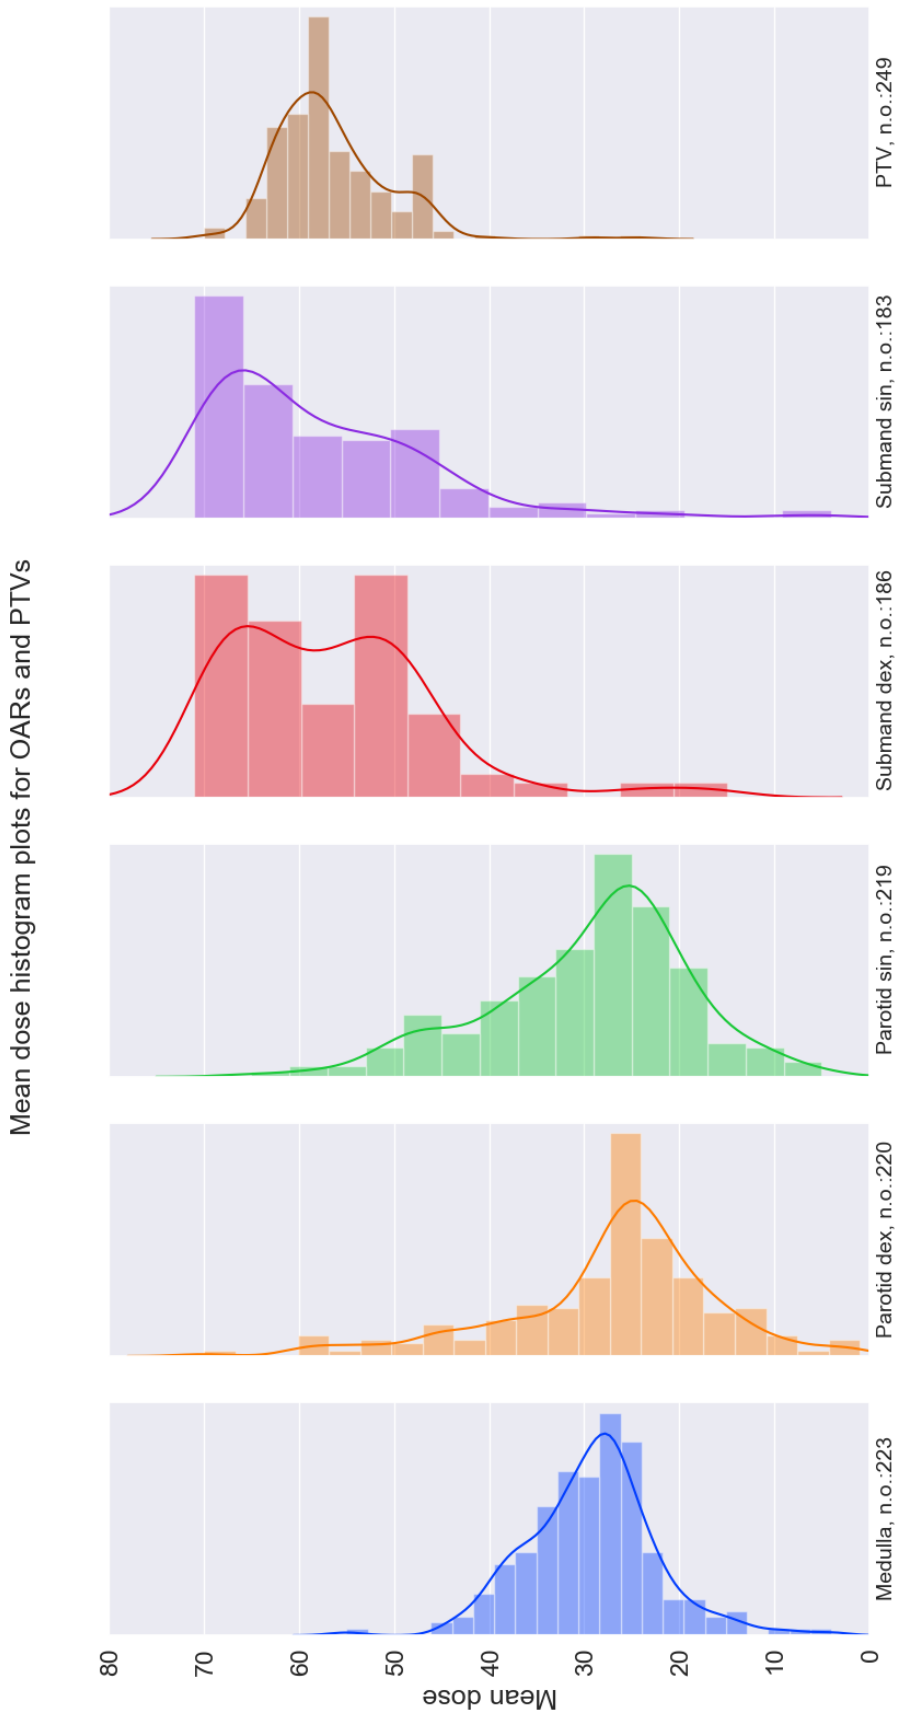 Mean dose histogram plots for OARs and PTVs
PTV, n.o.:249
Submand sin, n.o.:183
Submand dex, n.o.:186
Parotid sin, n.o.:219
Parotid dex, n.o.:220
Medulla, n.o.:223
80 70 60 50 40 30 20 10 0
Mean dose